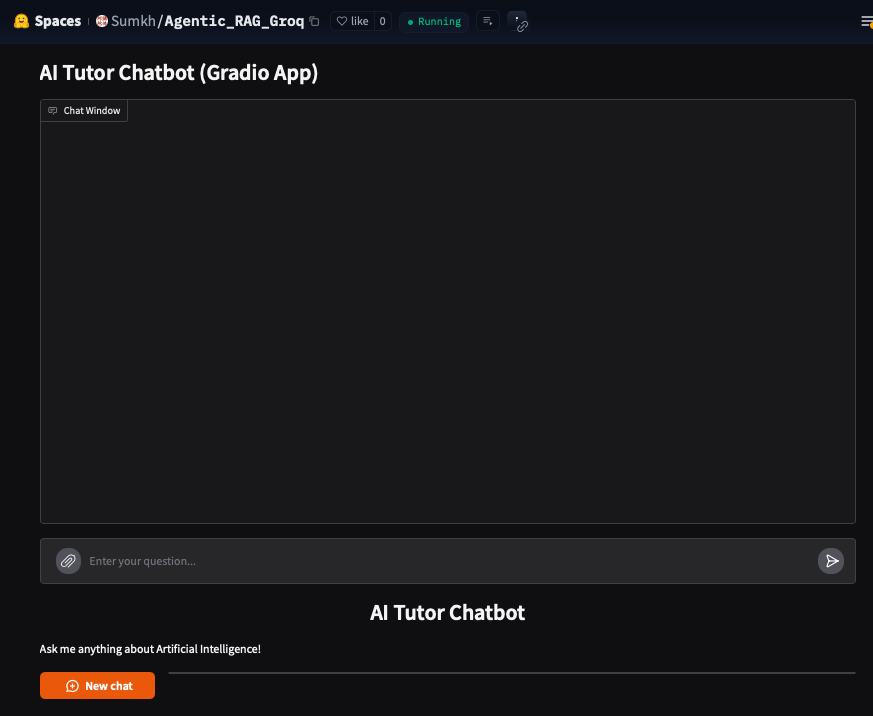 Spaces Sumkh/Agentic_RAG_Groq like 0 Running
AI Tutor Chatbot (Gradio App)
Chat Window
Enter your question...
AI Tutor Chatbot
Ask me anything about Artificial Intelligence!
New chat